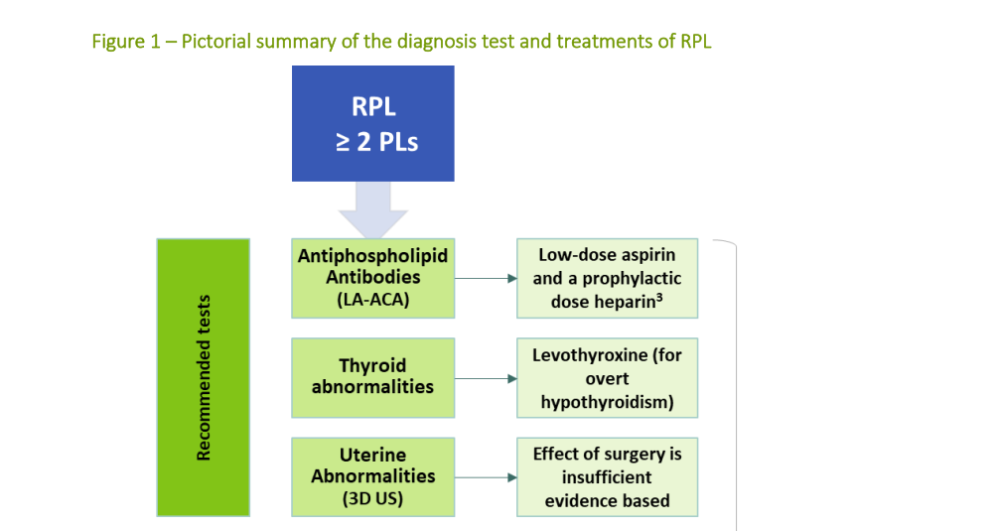 Figure 1 – Pictorial summary of the diagnosis test and treatments of RPL
RPL
≥ 2 PLs
Recommended tests
Antiphospholipid
Antibodies
(LA-ACA)
Low-dose aspirin
and a prophylactic
dose heparin³
Thyroid
abnormalities
Levothyroxine (for
overt
hypothyroidism)
Uterine
Abnormalities
(3D US)
Effect of surgery is
insufficient
evidence based